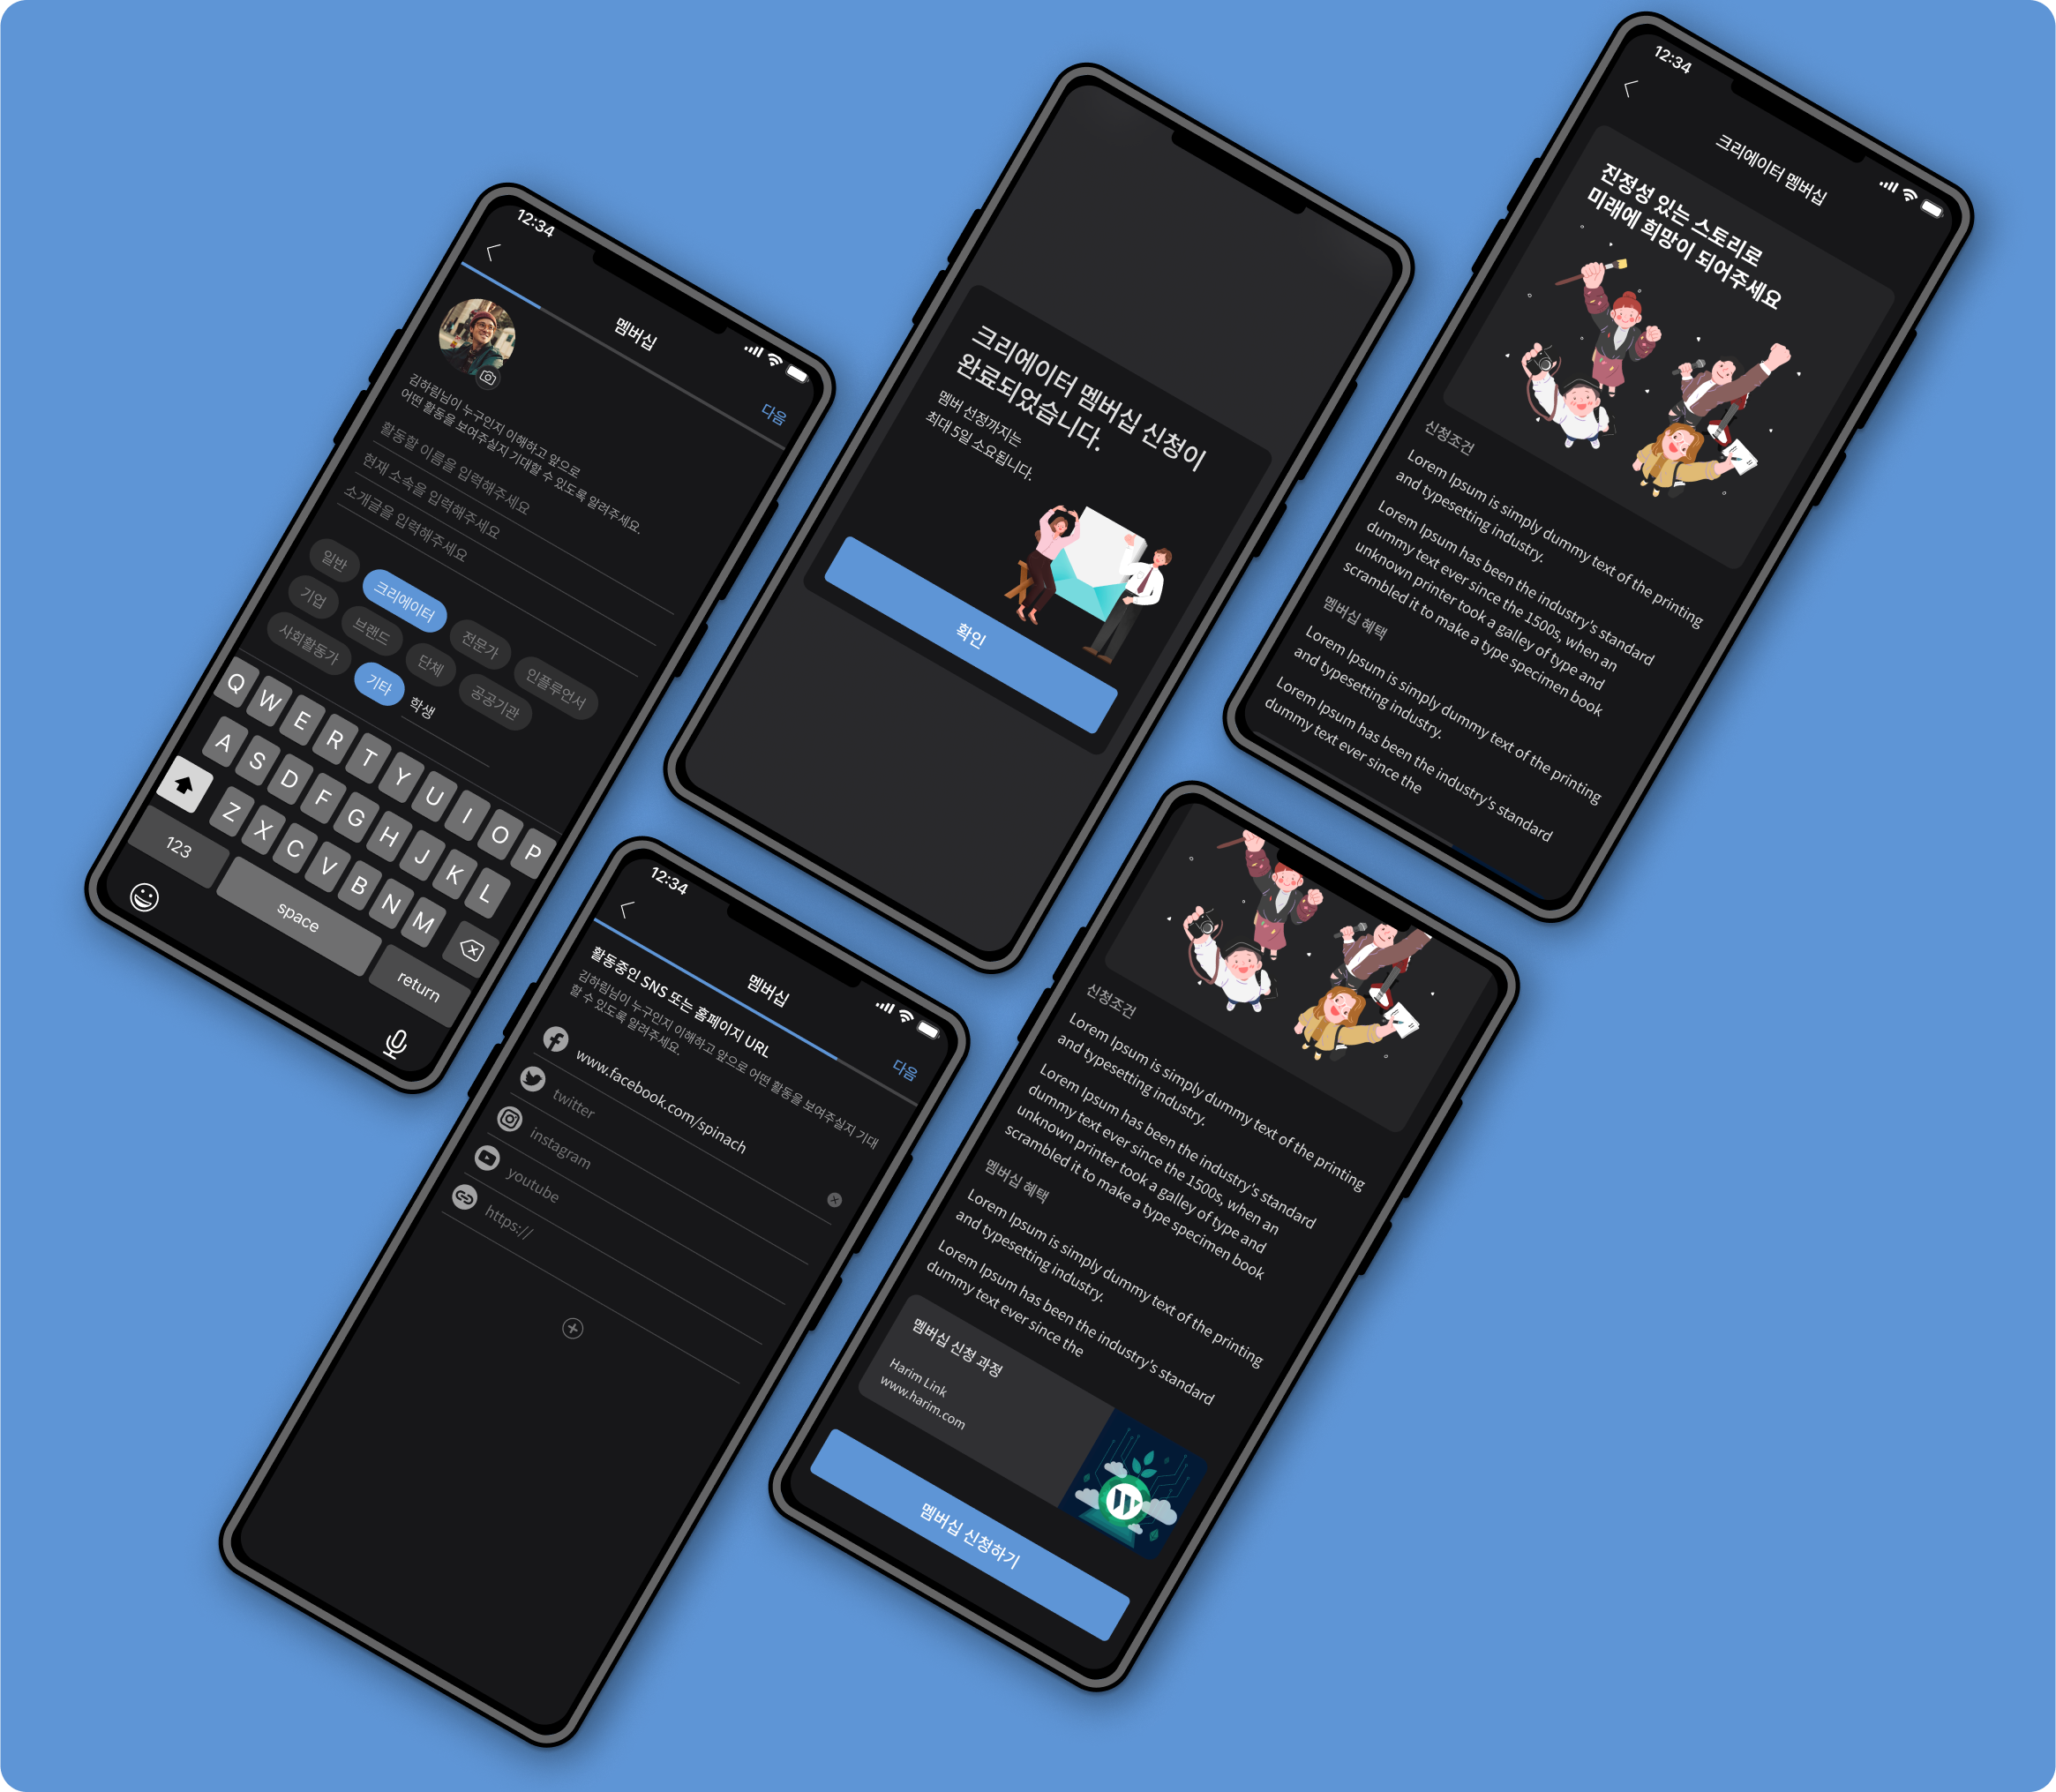 12:34
멤버십
다음
김하림님이 누구인지 이해하고 앞으로
어떤 활동을 보여주실지 기대할 수 있도록 알려주세요.
활동할 이름을 입력해주세요
현재 소속을 입력해주세요
소개글을 입력해주세요
일반
크리에이터
전문가
인플루언서
기업
브랜드
단체
공공기관
사회활동가
기타
학생
Q W E R T Y U I O P
A S D F G H J K L
Z X C V B N M
123
space
return
크리에이터 멤버십 신청이
완료되었습니다.
멤버 선정까지는
최대 5일 소요됩니다.
확인
12:34
크리에이터 멤버십
진정성 있는 스토리로
미래에 희망이 되어주세요
신청조건
Lorem Ipsum is simply dummy text of the printing
and typesetting industry.
Lorem Ipsum has been the industry's standard
dummy text ever since the 1500s, when an
unknown printer took a galley of type and
scrambled it to make a type specimen book
멤버십 혜택
Lorem Ipsum is simply dummy text of the printing
and typesetting industry.
Lorem Ipsum has been the industry's standard
dummy text ever since the
12:34
멤버십
다음
활동중인 SNS 또는 홈페이지 URL
김하림님이 누구인지 이해하고 앞으로 어떤 활동을 보여주실지 기대
할 수 있도록 알려주세요.
www.facebook.com/spinach
twitter
instagram
youtube
https://
신청조건
Lorem Ipsum is simply dummy text of the printing
and typesetting industry.
Lorem Ipsum has been the industry's standard
dummy text ever since the 1500s, when an
unknown printer took a galley of type and
scrambled it to make a type specimen book
멤버십 혜택
Lorem Ipsum is simply dummy text of the printing
and typesetting industry.
Lorem Ipsum has been the industry's standard
dummy text ever since the
멤버십 신청 과정
Harim Link
www.harim.com
멤버십 신청하기